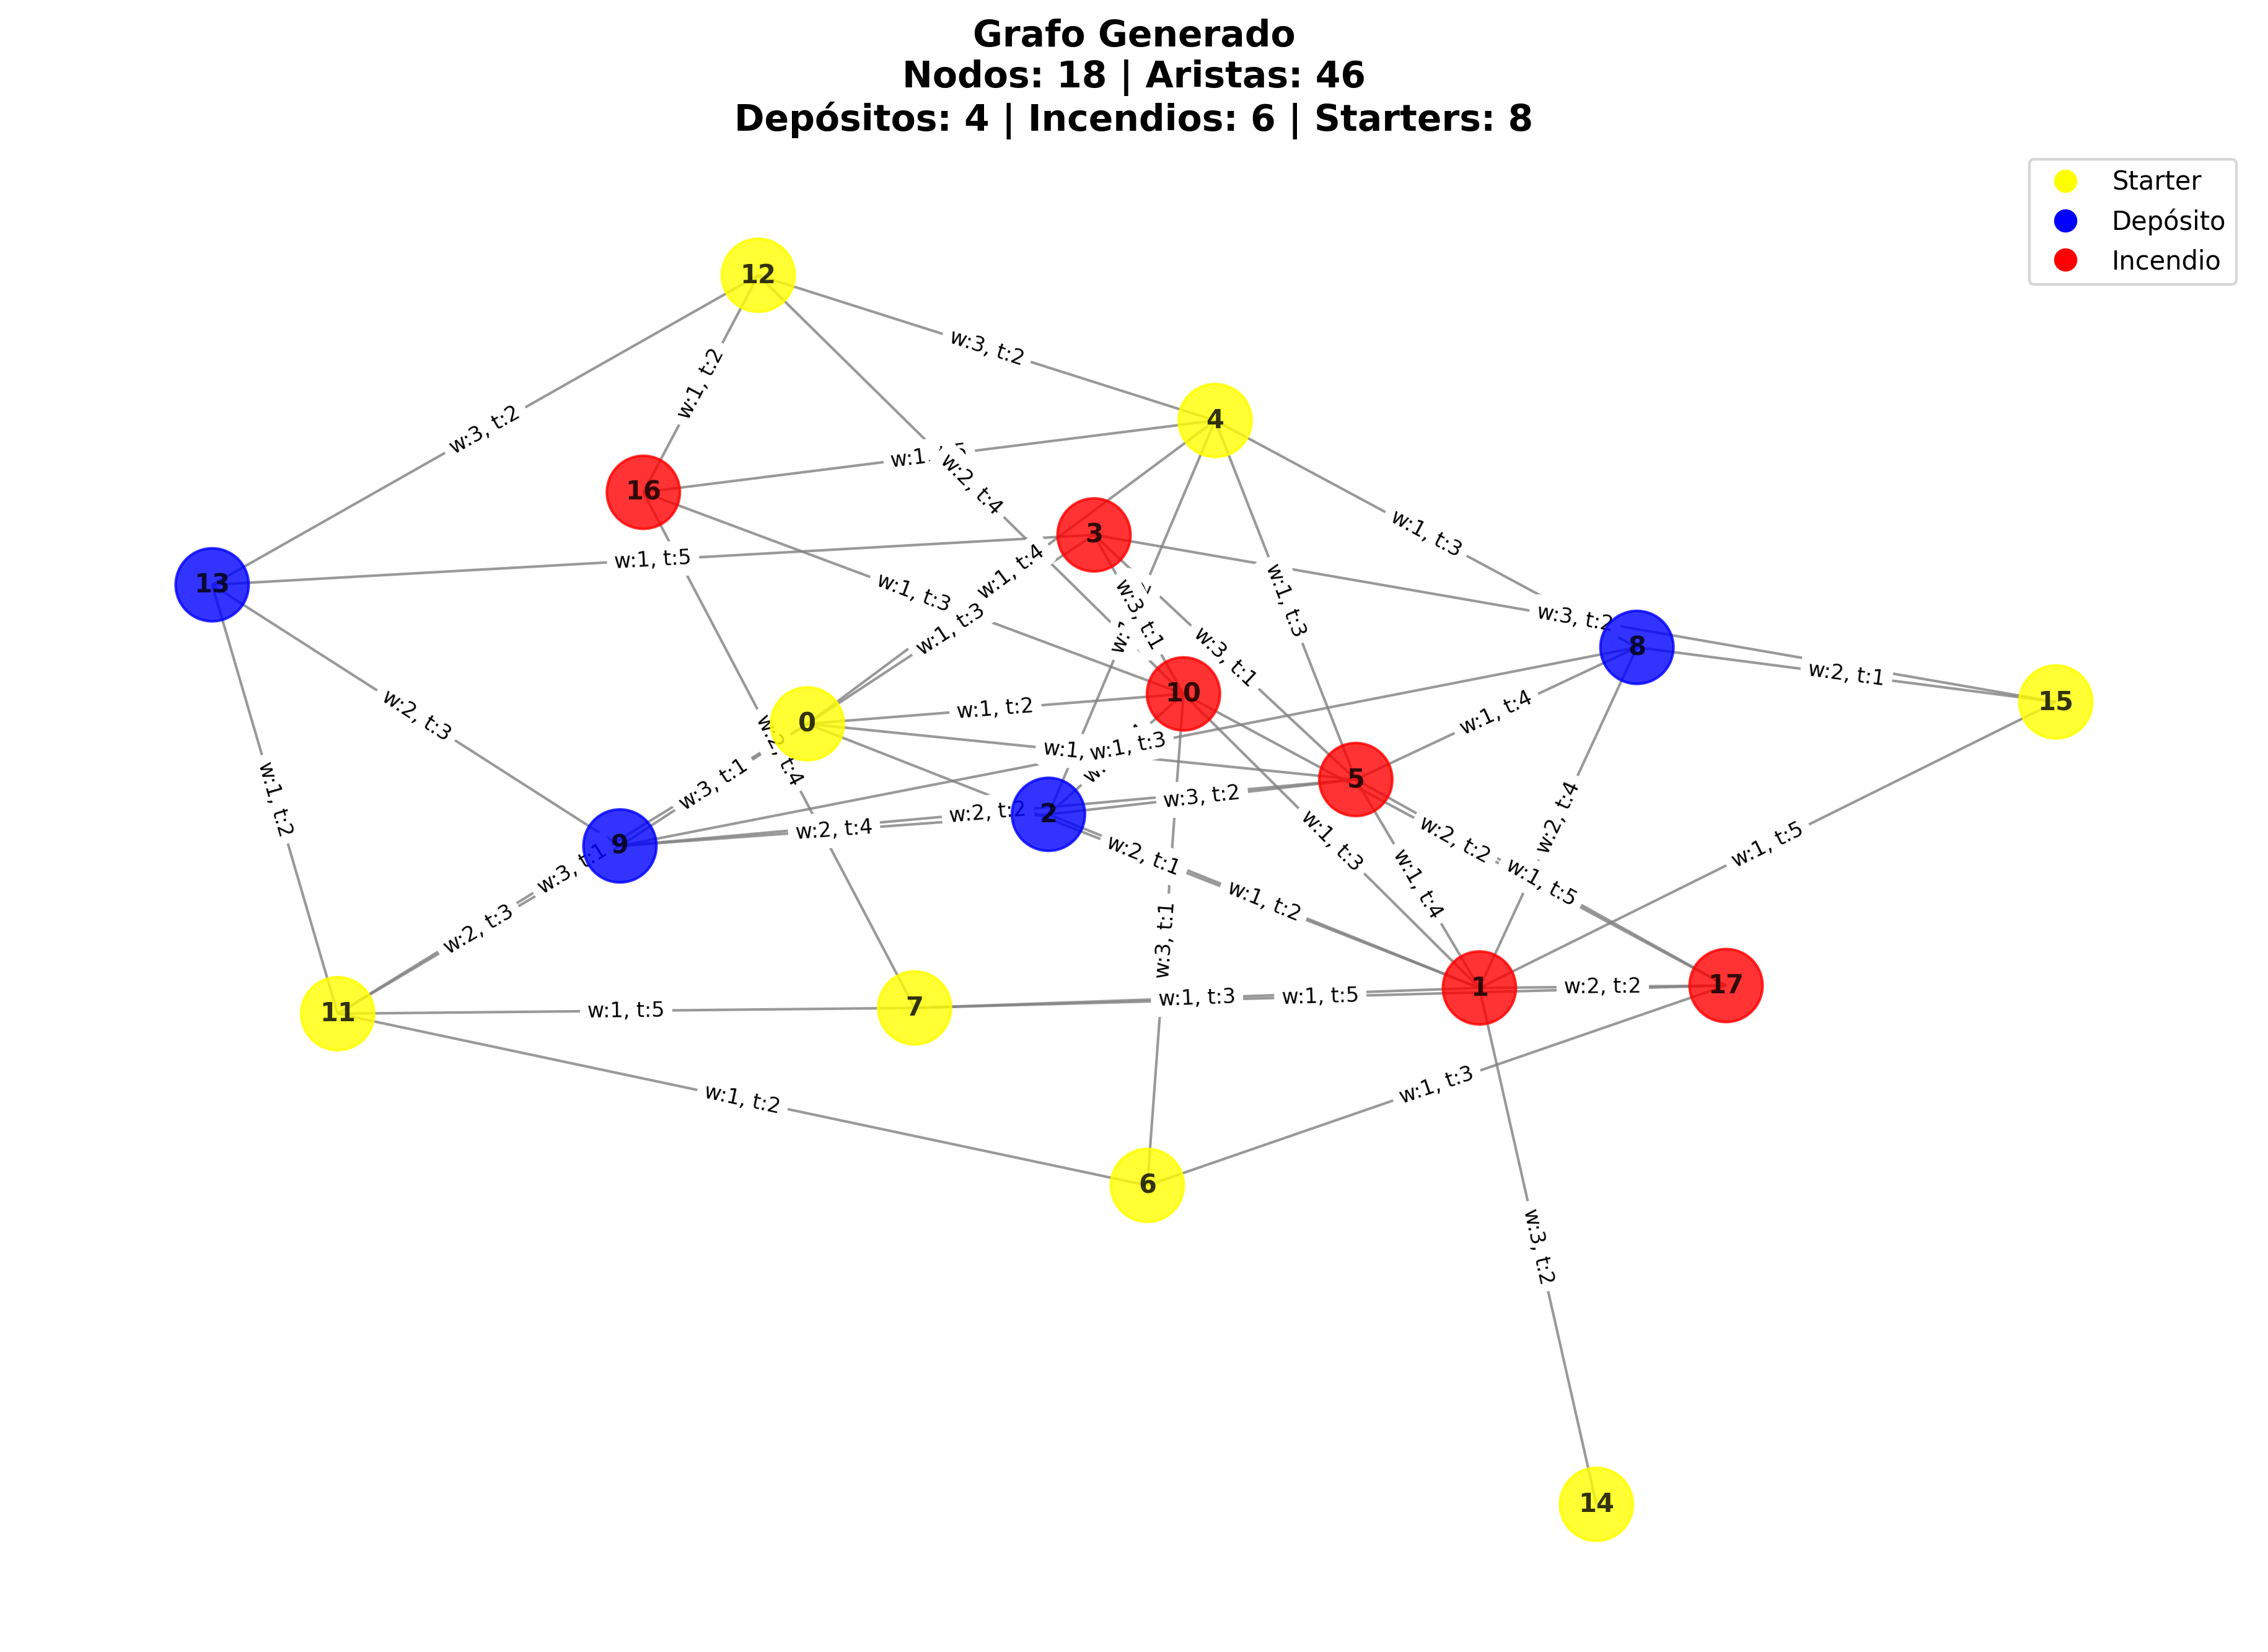 Grafo Generado
Nodos: 18 | Aristas: 46
Depósitos: 4 | Incendios: 6 | Starters: 8
Starter
Depósito
Incendio
12
w:3, t:2
w:1, t:2
4
w:3, t:2
w:1
w:2, t:4
16
3
w:1, t:3
w:1, t:5
w:1, t:4
13
w:1, t:3
w:3, t:1
w:1, t:3
w:3, t:2
w:1, t:3
w:3, t:1
8
w:2, t:1
10
15
0
w:1, t:2
w:2, t:3
w:1, t:4
w:2, t:4
w:1,
w:1, t:3
w:3, t:1
5
w:1, t:2
w:2, t:4
w:2, t:2
2
w:3, t:2
9
w:3, t:1
w:2, t:1
w:1, t:3
w:2, t:2
w:2, t:4
w:1, t:5
w:1, t:4
w:1, t:5
w:1, t:2
w:2, t:3
w:3, t:1
11
w:1, t:5
7
w:1, t:3
w:1, t:5
1
w:2, t:2
17
w:1, t:2
w:1, t:3
6
w:3, t:2
14